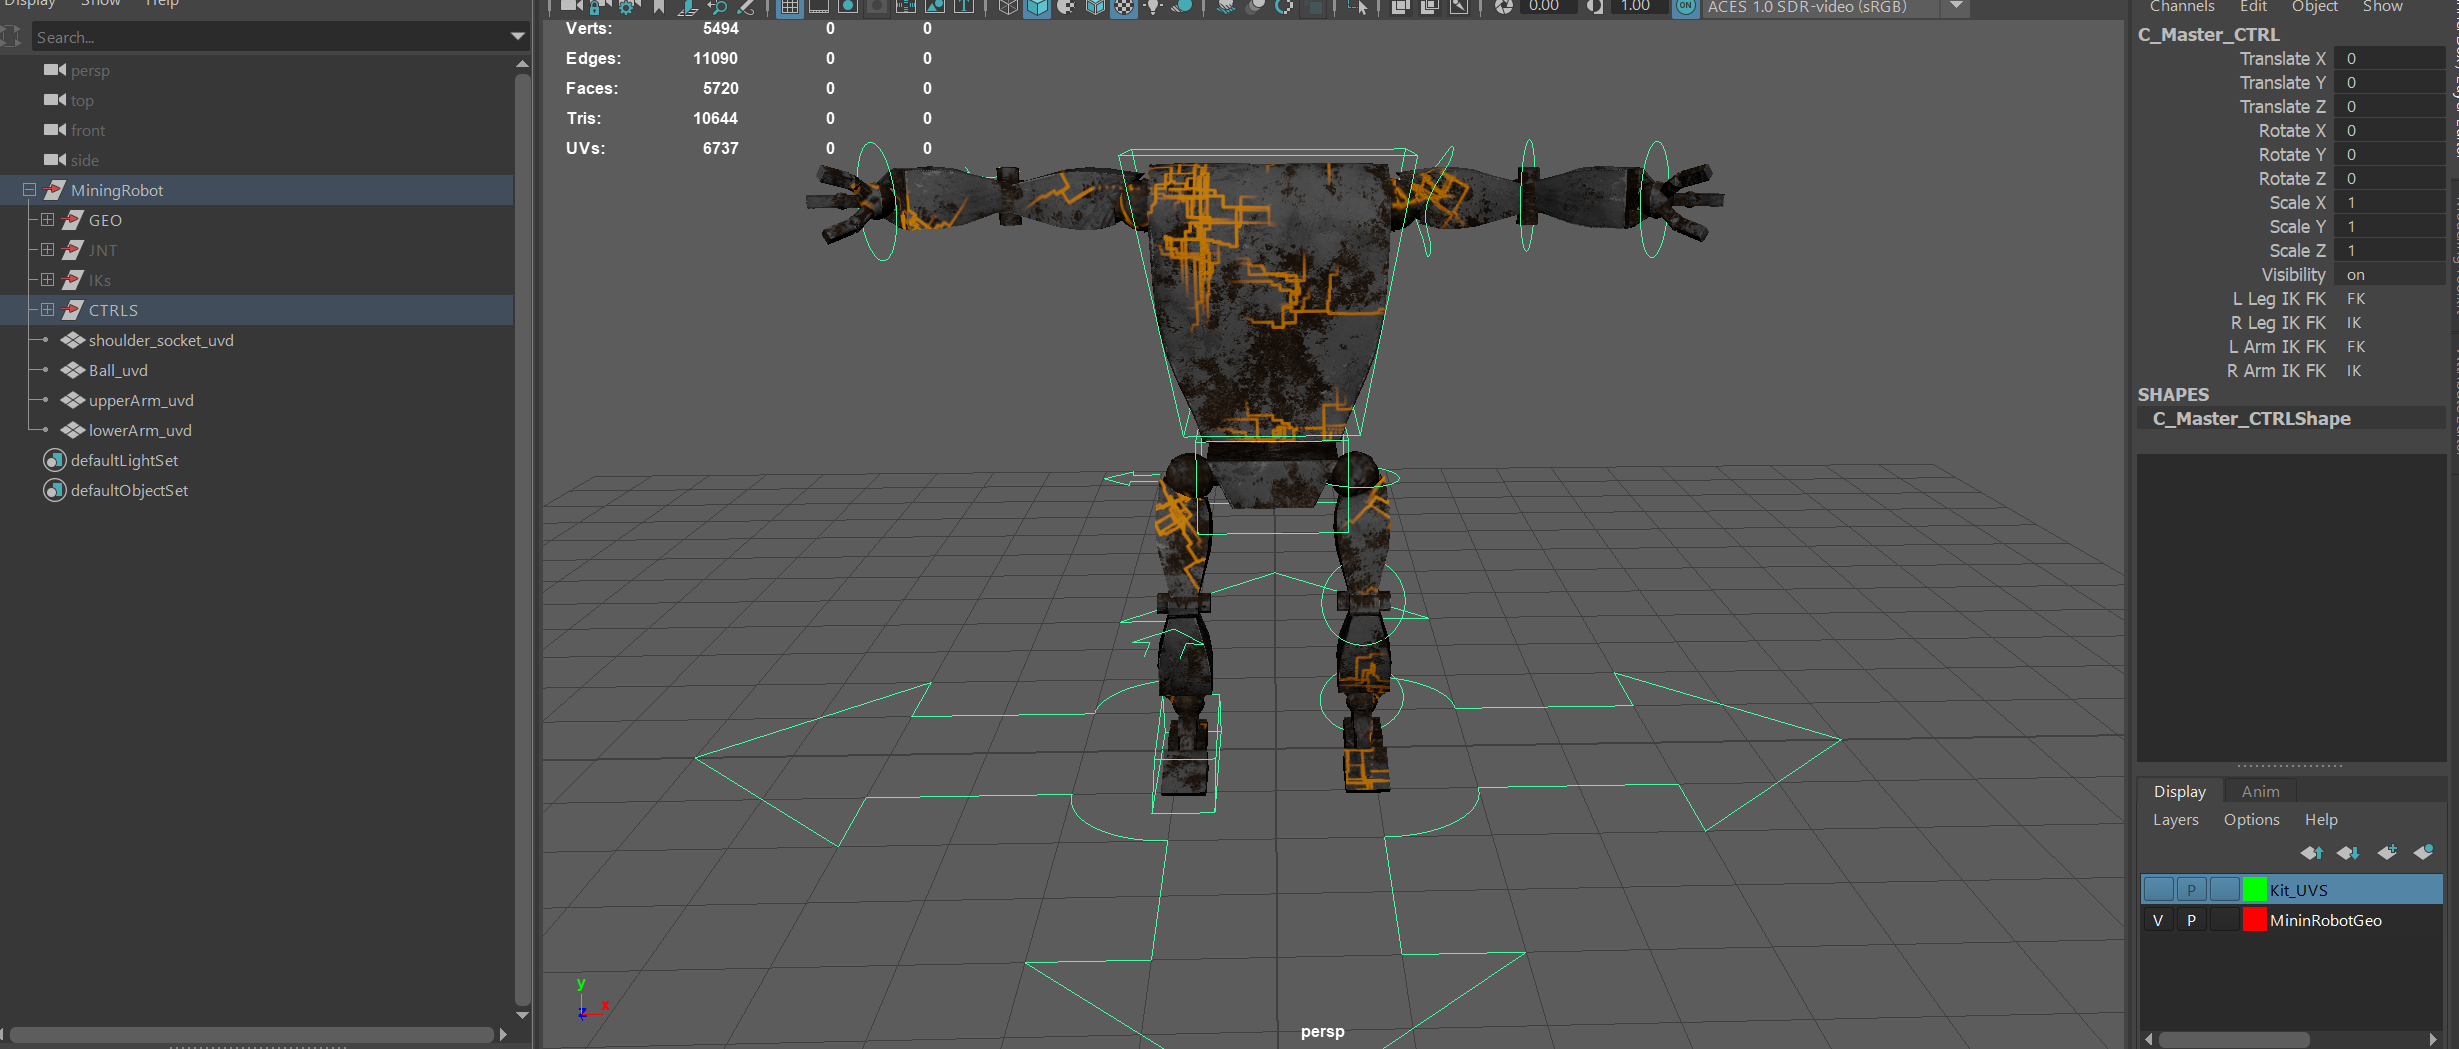 Display Show Help
Search...
persp
top
front
side
MiningRobot
GEO
JNT
IKs
CTRLS
shoulder_socket_uvd
Ball_uvd
upperArm_uvd
lowerArm_uvd
defaultLightSet
defaultObjectSet
0.00 1.00 ON ACES 1.0 SDR-video (sRGB)
Verts: 5494 0 0
Edges: 11090 0 0
Faces: 5720 0 0
Tris: 10644 0 0
UVs: 6737 0 0
y
x
z
persp
Channels Edit Object Show
C_Master_CTRL
Translate X 0
Translate Y 0
Translate Z 0
Rotate X 0
Rotate Y 0
Rotate Z 0
Scale X 1
Scale Y 1
Scale Z 1
Visibility on
L Leg IK FK FK
R Leg IK FK IK
L Arm IK FK FK
R Arm IK FK IK
SHAPES
C_Master_CTRLShape
Display Anim
Layers Options Help
P Kit_UVS
V P MininRobotGeo